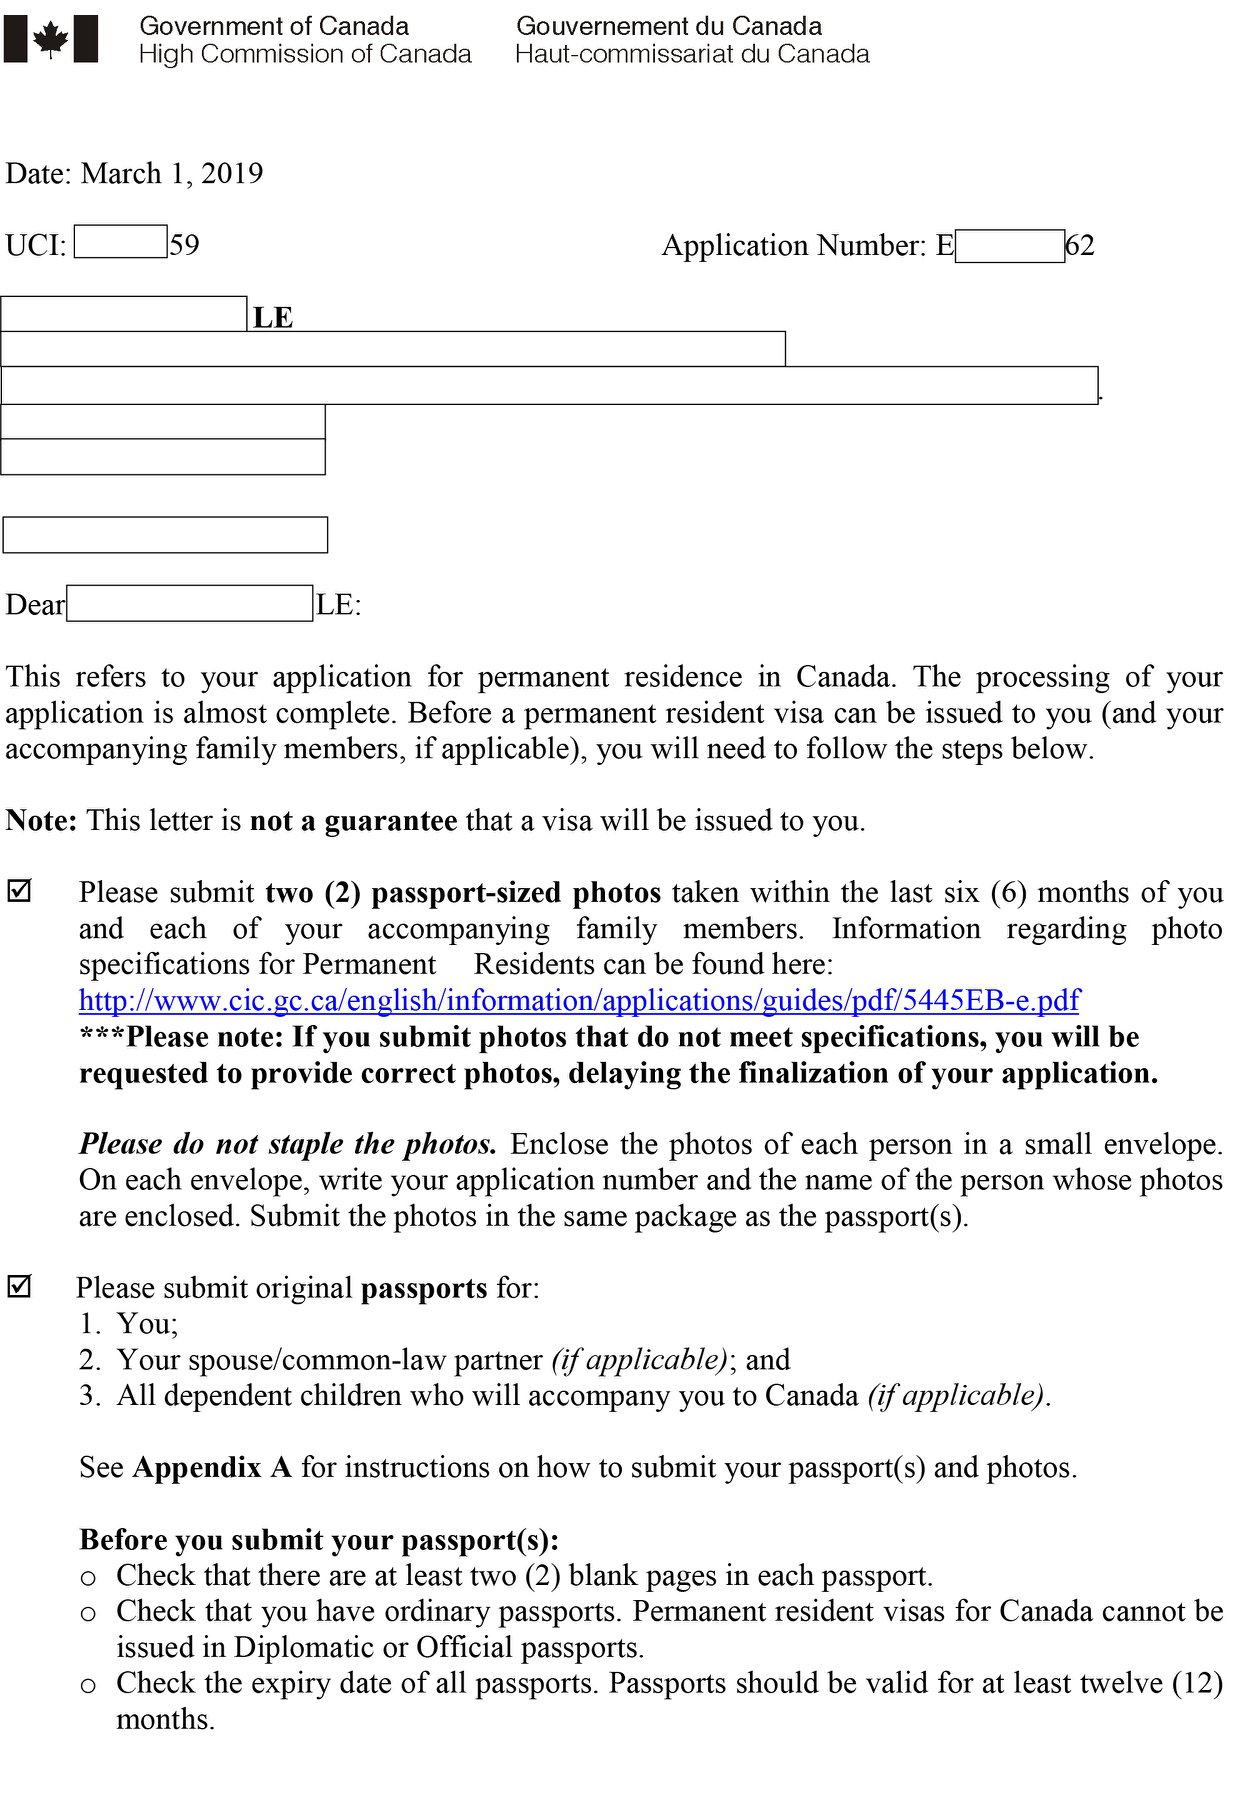 Government of Canada Gouvernement du Canada
High Commission of Canada Haut-commissariat du Canada
Date: March 1, 2019
UCI: 59 Application Number: E 62
LE
.
Dear LE:
This refers to your application for permanent residence in Canada. The processing of your
application is almost complete. Before a permanent resident visa can be issued to you (and your
accompanying family members, if applicable), you will need to follow the steps below.
Note: This letter is not a guarantee that a visa will be issued to you.
☑ Please submit two (2) passport-sized photos taken within the last six (6) months of you
and each of your accompanying family members. Information regarding photo
specifications for Permanent Residents can be found here:
http://www.cic.gc.ca/english/information/applications/guides/pdf/5445EB-e.pdf
***Please note: If you submit photos that do not meet specifications, you will be
requested to provide correct photos, delaying the finalization of your application.
Please do not staple the photos. Enclose the photos of each person in a small envelope.
On each envelope, write your application number and the name of the person whose photos
are enclosed. Submit the photos in the same package as the passport(s).
☑ Please submit original passports for:
1. You;
2. Your spouse/common-law partner (if applicable); and
3. All dependent children who will accompany you to Canada (if applicable).
See Appendix A for instructions on how to submit your passport(s) and photos.
Before you submit your passport(s):
o Check that there are at least two (2) blank pages in each passport.
o Check that you have ordinary passports. Permanent resident visas for Canada cannot be
issued in Diplomatic or Official passports.
o Check the expiry date of all passports. Passports should be valid for at least twelve (12)
months.